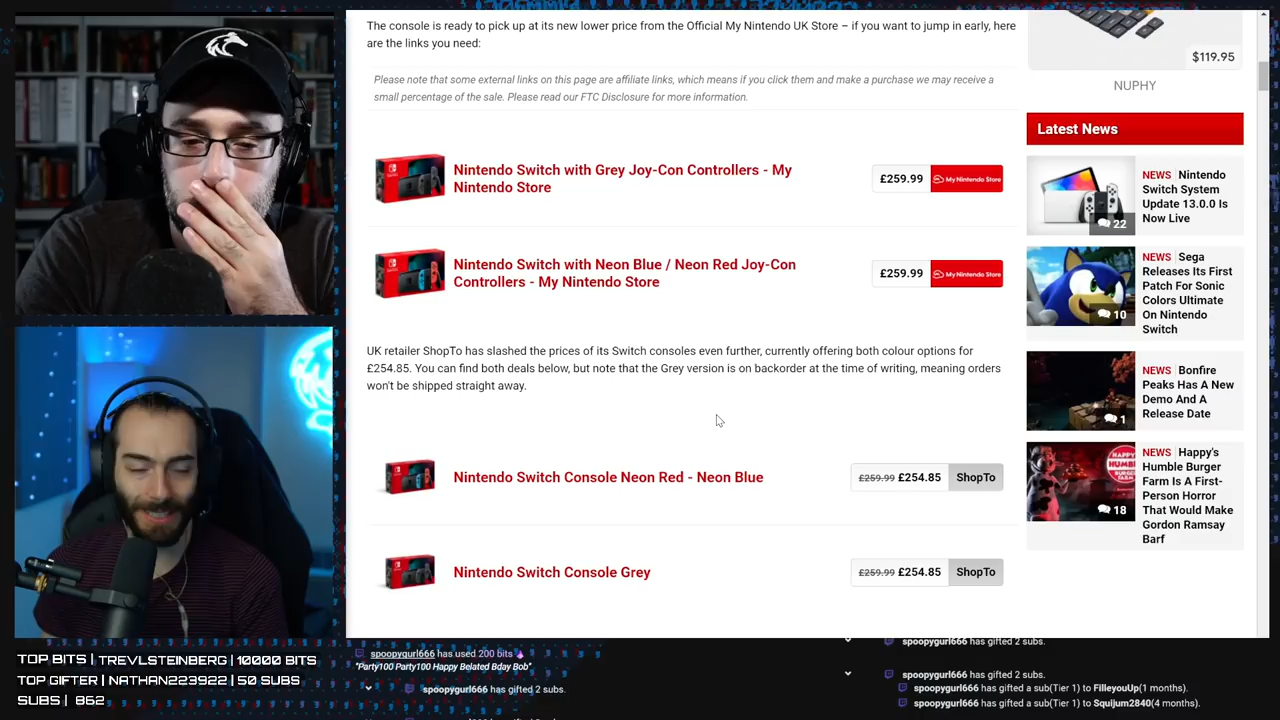 The console is ready to pick up at its new lower price from the Official My Nintendo UK Store – if you want to jump in early, here
are the links you need:
Please note that some external links on this page are affiliate links, which means if you click them and make a purchase we may receive a
small percentage of the sale. Please read our FTC Disclosure for more information.
Nintendo Switch with Grey Joy-Con Controllers - My
Nintendo Store
£259.99 My Nintendo Store
Nintendo Switch with Neon Blue / Neon Red Joy-Con
Controllers - My Nintendo Store
£259.99 My Nintendo Store
UK retailer ShopTo has slashed the prices of its Switch consoles even further, currently offering both colour options for
£254.85. You can find both deals below, but note that the Grey version is on backorder at the time of writing, meaning orders
won't be shipped straight away.
Nintendo Switch Console Neon Red - Neon Blue
£259.99 £254.85 ShopTo
Nintendo Switch Console Grey
£259.99 £254.85 ShopTo
$119.95
NUPHY
Latest News
NEWS Nintendo
Switch System
Update 13.0.0 Is
Now Live
22
NEWS Sega
Releases Its First
Patch For Sonic
Colors Ultimate
On Nintendo
Switch
10
NEWS Bonfire
Peaks Has A New
Demo And A
Release Date
1
NEWS Happy's
Humble Burger
Farm Is A First-
Person Horror
That Would Make
Gordon Ramsay
Barf
18
TOP BITS | TREVLSTEINBERG | 10000 BITS
TOP GIFTER | NATHAN223922 | 50 SUBS
SUBS | 862
spoopygurl666 has used 200 bits
"Party100 Party100 Happy Belated Bday Bob"
spoopygurl666 has gifted 2 subs.
spoopygurl666 has gifted 2 subs.
spoopygurl666 has gifted 2 subs.
spoopygurl666 has gifted a sub(Tier 1) to FilleyouUp(1 months).
spoopygurl666 has gifted a sub(Tier 1) to Squijum2840(4 months).